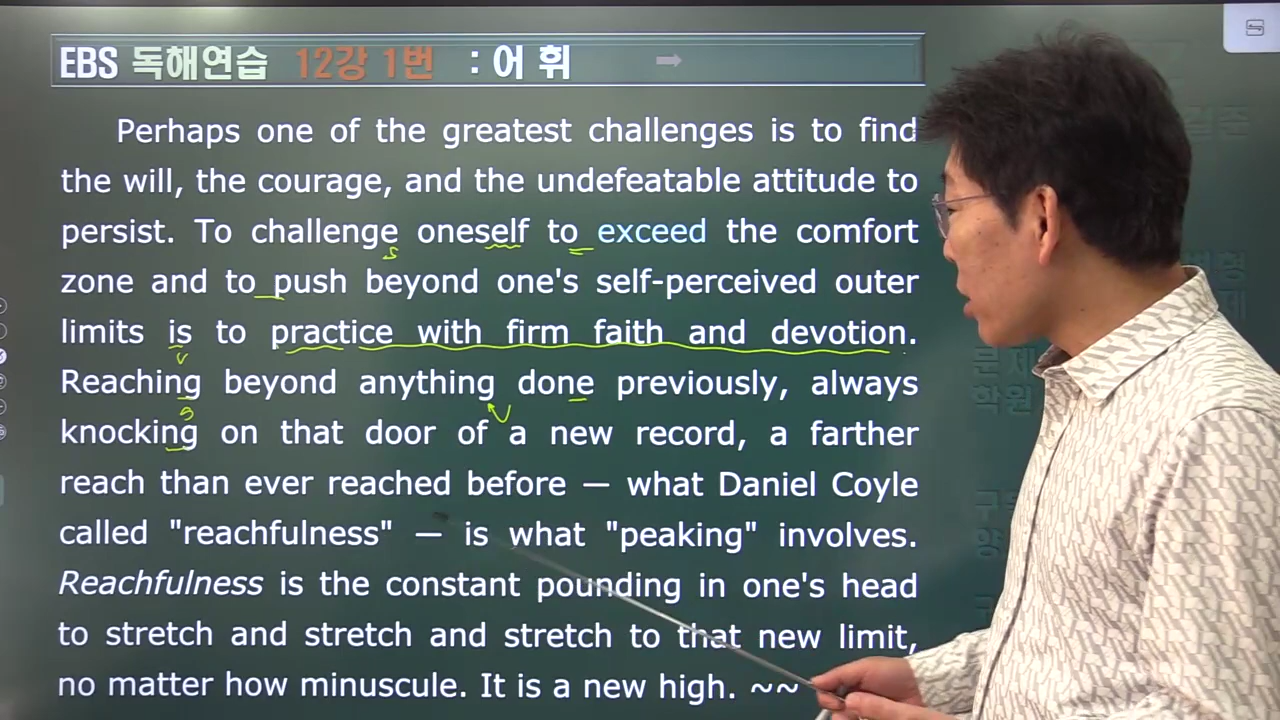 EBS 독해연습 12강 1번 : 어 휘 ➡
Perhaps one of the greatest challenges is to find
the will, the courage, and the undefeatable attitude to
persist. To challenge oneself to exceed the comfort
zone and to push beyond one's self-perceived outer
limits is to practice with firm faith and devotion.
Reaching beyond anything done previously, always
knocking on that door of a new record, a farther
reach than ever reached before — what Daniel Coyle
called "reachfulness" — is what "peaking" involves.
Reachfulness is the constant pounding in one's head
to stretch and stretch and stretch to that new limit,
no matter how minuscule. It is a new high. ~~